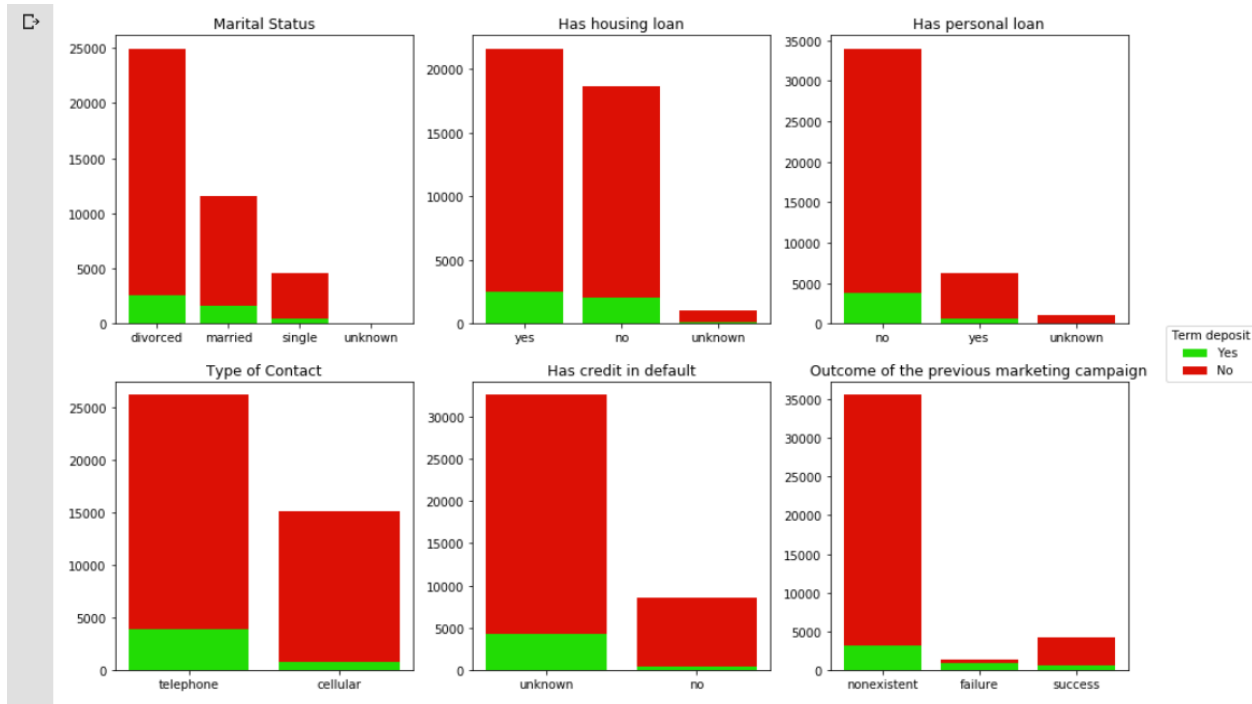 Marital Status
25000
20000
15000
10000
5000
0
divorced married single unknown
Has housing loan
20000
15000
10000
5000
0
yes no unknown
Has personal loan
35000
30000
25000
20000
15000
10000
5000
0
no yes unknown
Term deposit
Yes
No
Type of Contact
25000
20000
15000
10000
5000
0
telephone cellular
Has credit in default
30000
25000
20000
15000
10000
5000
0
unknown no
Outcome of the previous marketing campaign
35000
30000
25000
20000
15000
10000
5000
0
nonexistent failure success